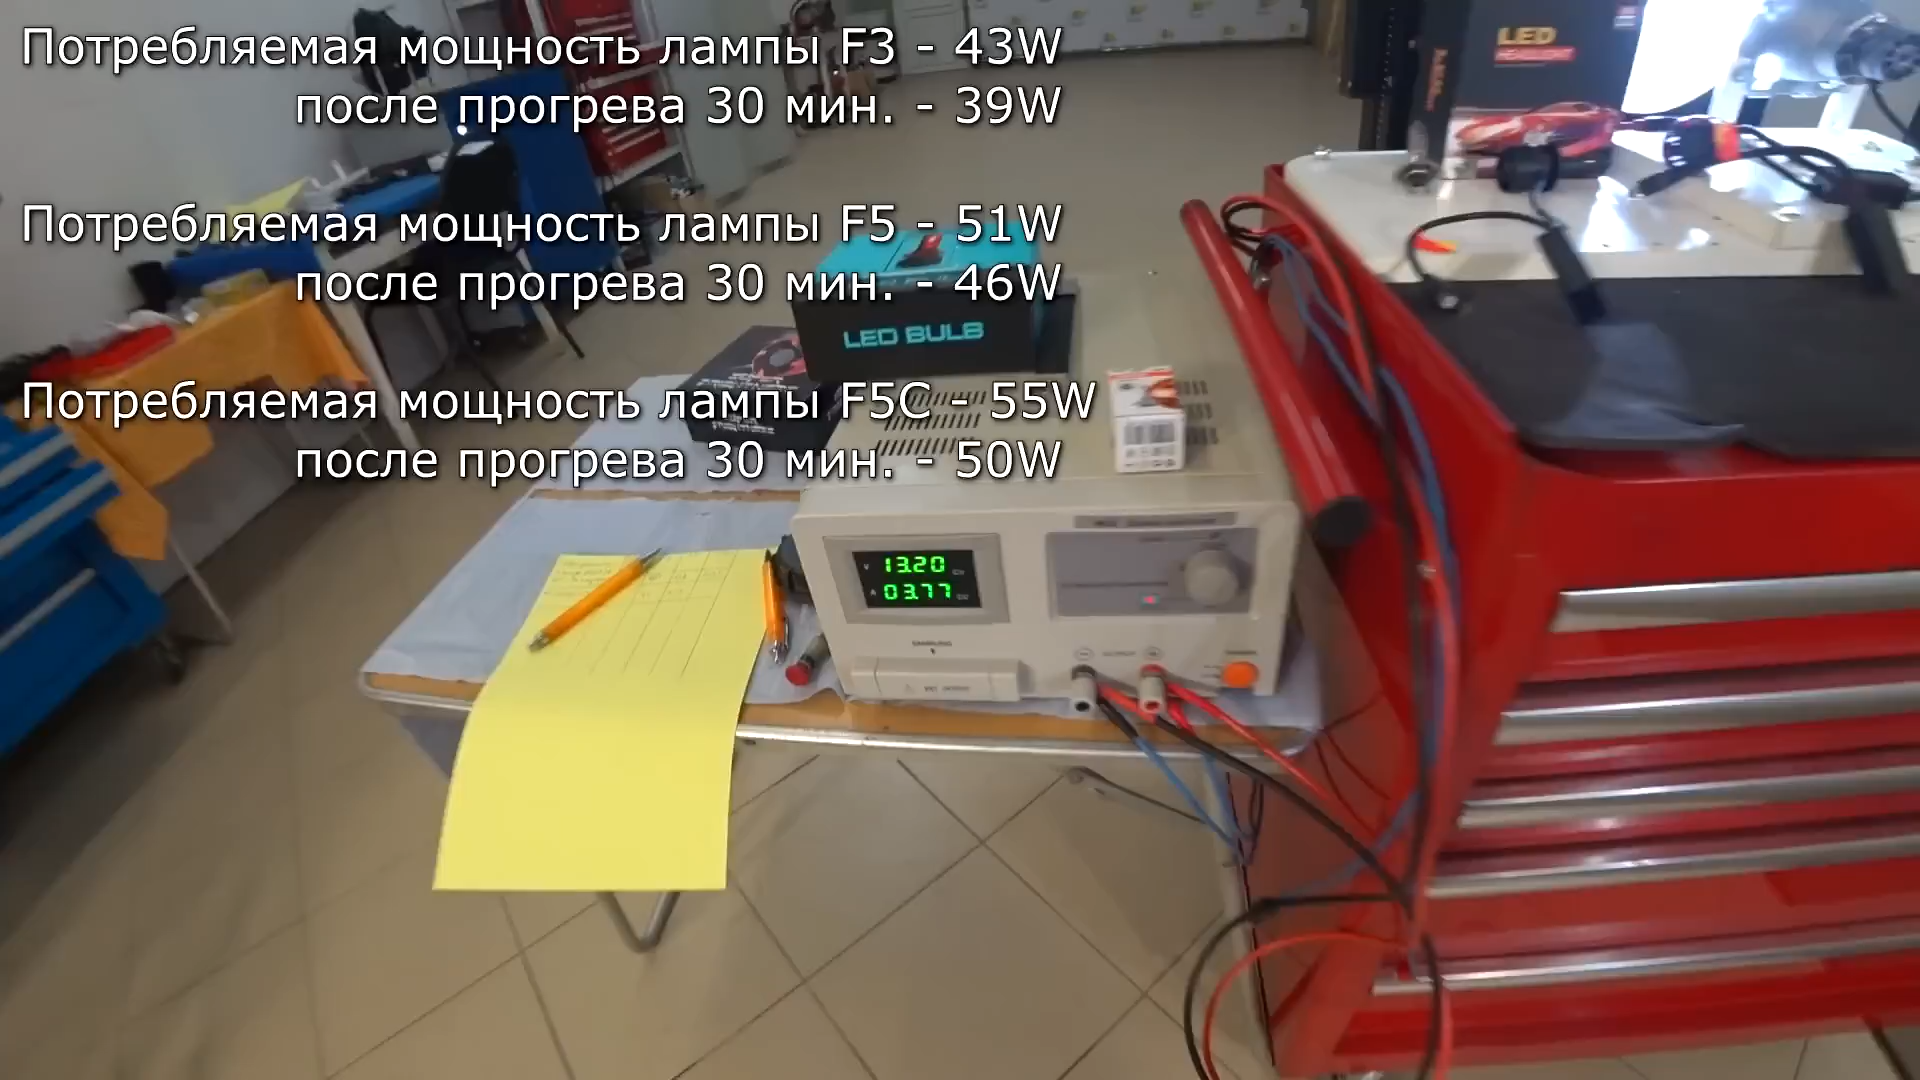 Потребляемая мощность лампы F3 - 43W
после прогрева 30 мин. - 39W
Потребляемая мощность лампы F5 - 51W
после прогрева 30 мин. - 46W
Потребляемая мощность лампы F5C - 55W
после прогрева 30 мин. - 50W
LED
HEADLIGHT
LED BULB
V 13.20
A 03.77